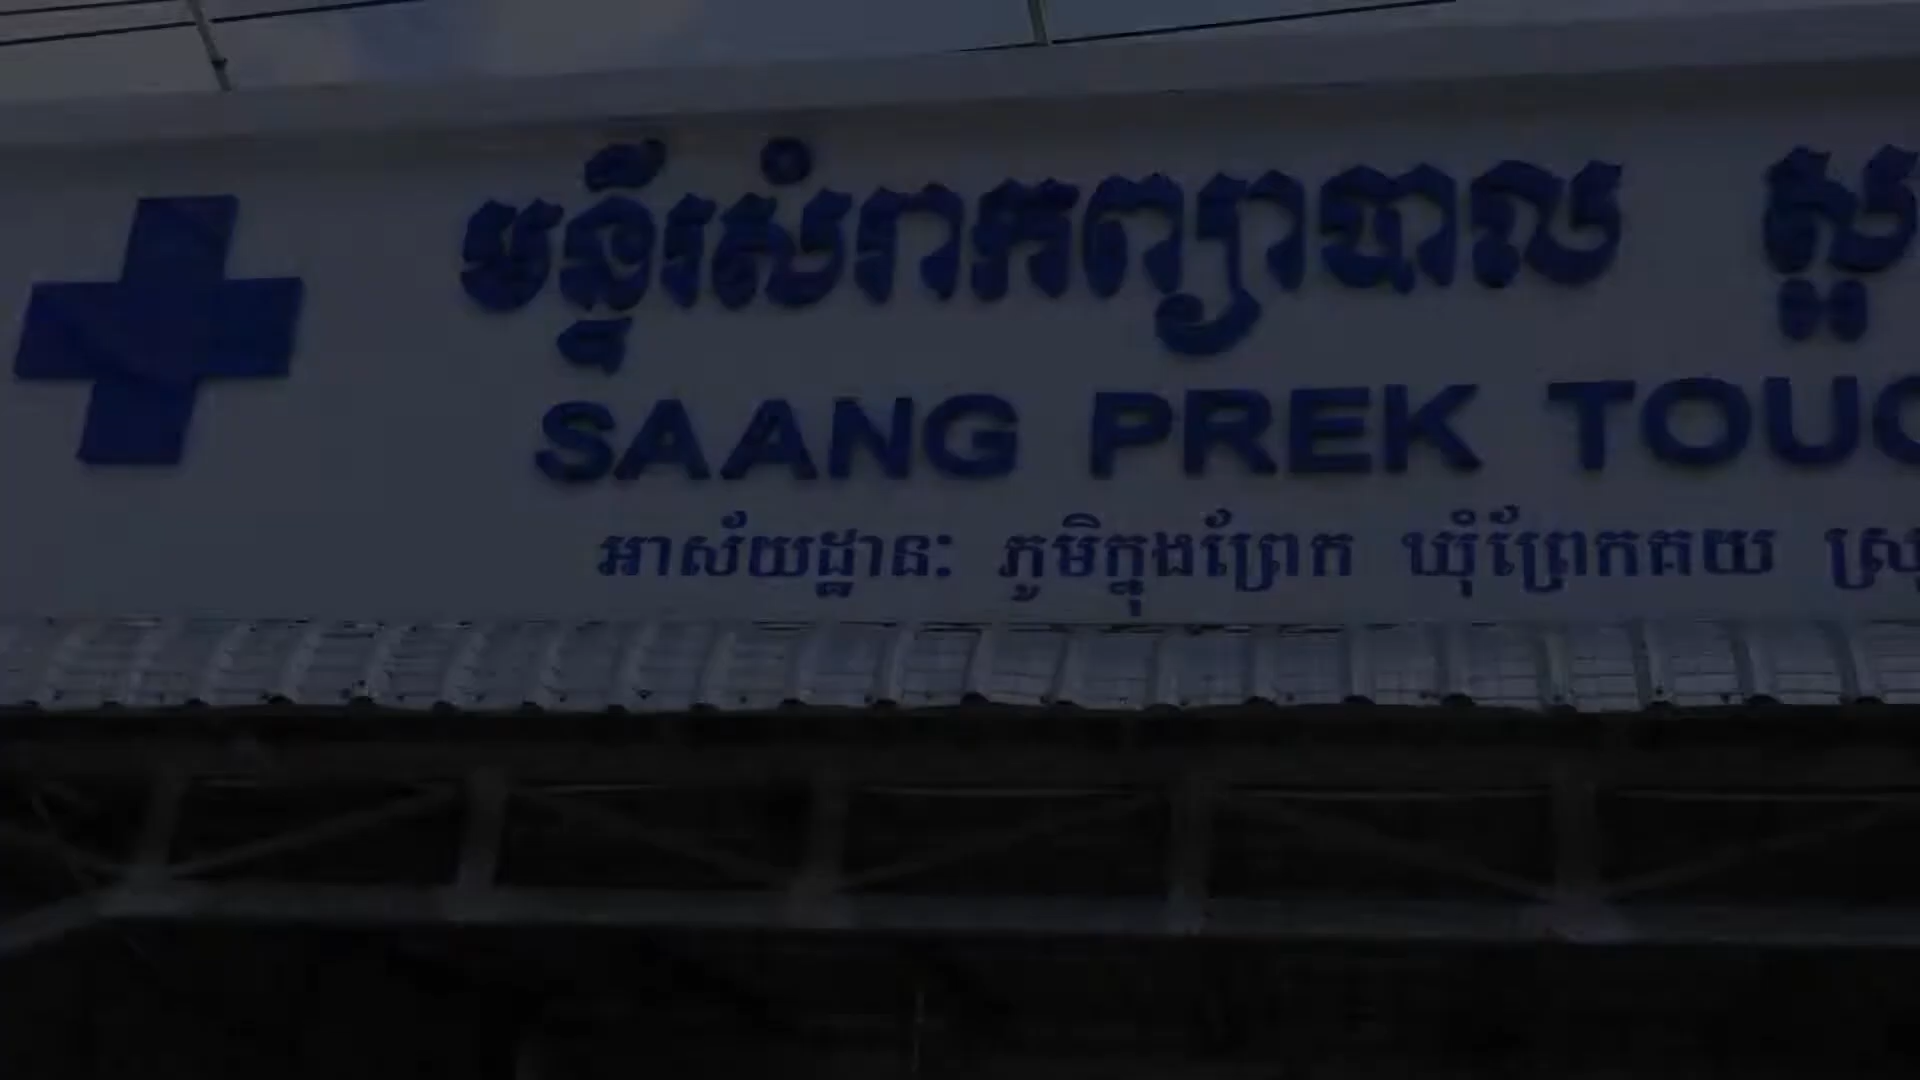 មន្ទីរសំរាកព្យាបាល
SAANG PREK TOUC
អាស័យដ្ឋានៈ ភូមិក្នុងព្រែក ឃុំព្រែកគយ